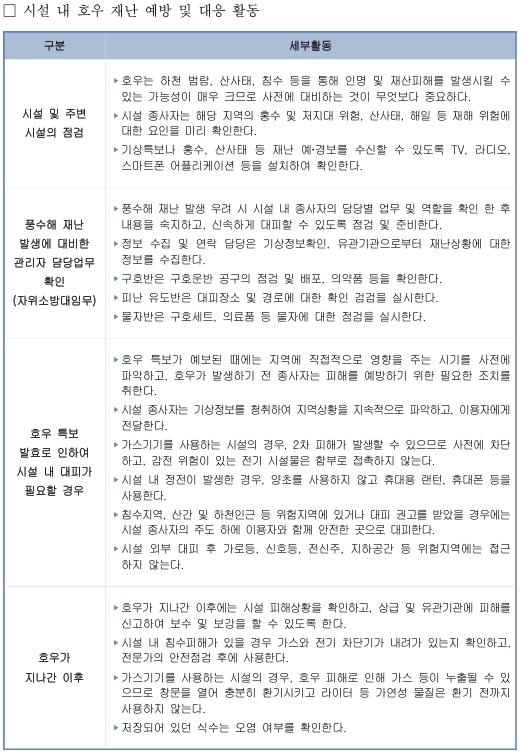 □ 시설 내 호우 재난 예방 및 대응 활동
구분
세부활동
시설 및 주변
시설의 점검
▸호우는 하천 범람, 산사태, 침수 등을 통해 인명 및 재산피해를 발생시킬 수
있는 가능성이 매우 크므로 사전에 대비하는 것이 무엇보다 중요하다.
▸시설 종사자는 해당 지역의 홍수 및 저지대 위험, 산사태, 해일 등 재해 위험에
대한 요인을 미리 확인한다.
▸기상특보나 홍수, 산사태 등 재난 예•경보를 수신할 수 있도록 TV, 라디오,
스마트폰 어플리케이션 등을 설치하여 확인한다.
풍수해 재난
발생에 대비한
관리자 담당업무
확인
(자위소방대임무)
▸풍수해 재난 발생 우려 시 시설 내 종사자의 담당별 업무 및 역할을 확인 한 후
내용을 숙지하고, 신속하게 대피할 수 있도록 점검 및 준비한다.
▸정보 수집 및 연락 담당은 기상정보확인, 유관기관으로부터 재난상황에 대한
정보를 수집한다.
▸구호반은 구호운반 공구의 점검 및 배포, 의약품 등을 확인한다.
▸피난 유도반은 대피장소 및 경로에 대한 확인 검검을 실시한다.
▸물자반은 구호세트, 의료품 등 물자에 대한 점검을 실시한다.
호우 특보
발효로 인하여
시설 내 대피가
필요할 경우
▸호우 특보가 예보된 때에는 지역에 직접적으로 영향을 주는 시기를 사전에
파악하고, 호우가 발생하기 전 종사자는 피해를 예방하기 위한 필요한 조치를
취한다.
▸시설 종사자는 기상정보를 청취하여 지역상황을 지속적으로 파악하고, 이용자에게
전달한다.
▸가스기기를 사용하는 시설의 경우, 2차 피해가 발생할 수 있으므로 사전에 차단
하고, 감전 위험이 있는 전기 시설물은 함부로 접촉하지 않는다.
▸시설 내 정전이 발생한 경우, 양초를 사용하지 않고 휴대용 랜턴, 휴대폰 등을
사용한다.
▸침수지역, 산간 및 하천인근 등 위험지역에 있거나 대피 권고를 받았을 경우에는
시설 종사자의 주도 하에 이용자와 함께 안전한 곳으로 대피한다.
▸시설 외부 대피 후 가로등, 신호등, 전신주, 지하공간 등 위험지역에는 접근
하지 않는다.
호우가
지나간 이후
▸호우가 지나간 이후에는 시설 피해상황을 확인하고, 상급 및 유관기관에 피해를
신고하여 보수 및 보강을 할 수 있도록 한다.
▸시설 내 침수피해가 있을 경우 가스와 전기 차단기가 내려가 있는지 확인하고,
전문가의 안전점검 후에 사용한다.
▸가스기기를 사용하는 시설의 경우, 호우 피해로 인해 가스 등이 누출될 수 있
으므로 창문을 열어 충분히 환기시키고 라이터 등 가연성 물질은 환기 전까지
사용하지 않는다.
▸저장되어 있던 식수는 오염 여부를 확인한다.